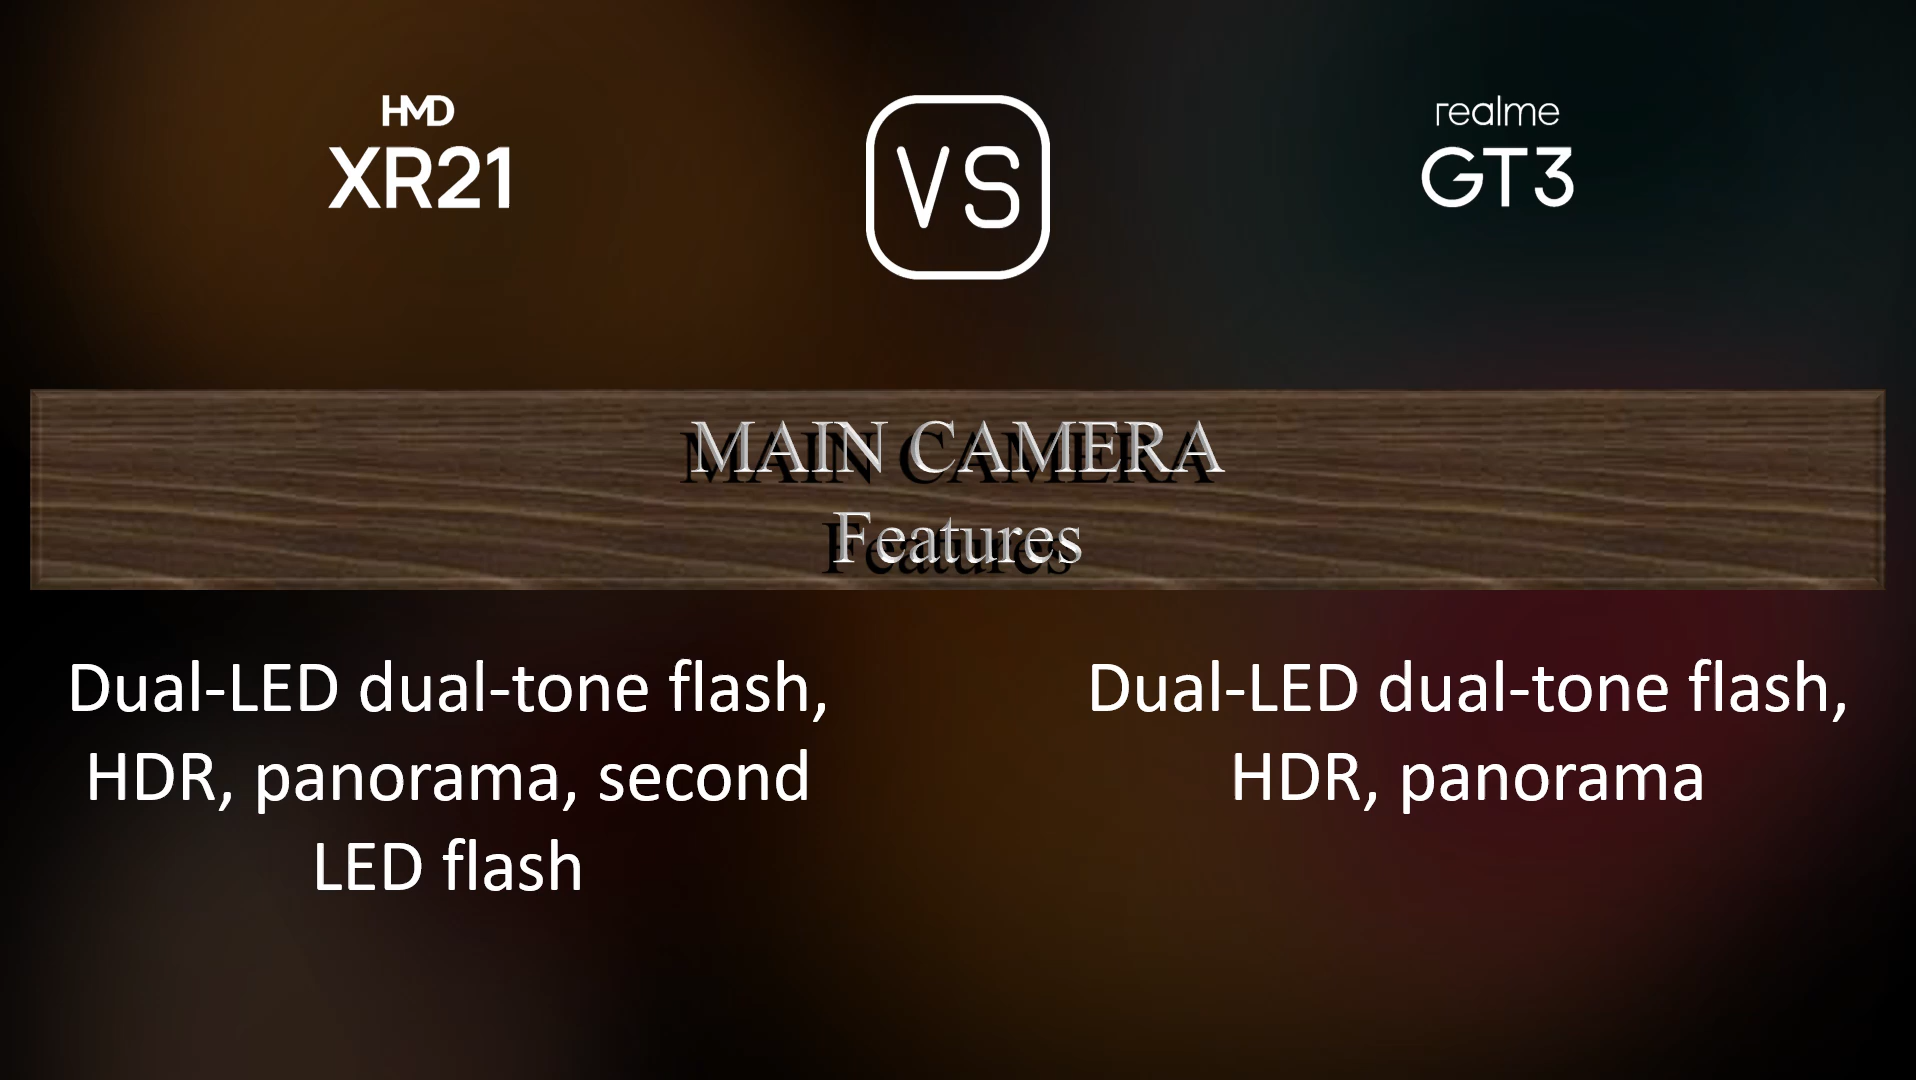 HMD
XR21
VS
realme
GT3
MAIN CAMERA
Features
Dual-LED dual-tone flash,
HDR, panorama, second
LED flash
Dual-LED dual-tone flash,
HDR, panorama